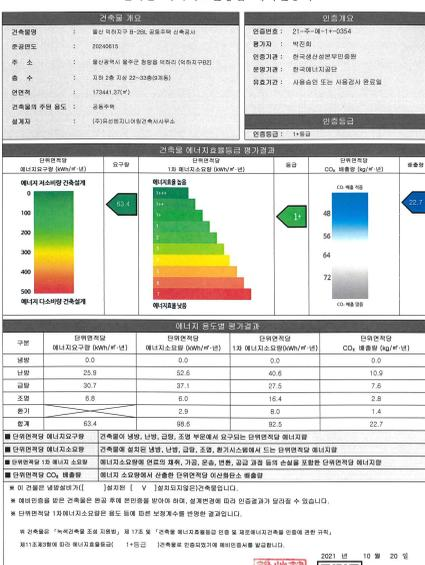 건축물 개요
건축물명 : 울산 덕하지구 B-2BL 공동주택 신축공사
준공연도 : 20240615
주 소 : 울산광역시 울주군 청량읍 덕하리 (덕하지구B2)
층 수 : 지하 2층 지상 22~33층(9개동)
연면적 : 173441.37(㎡)
건축물의 주된 용도 : 공동주택
설계자 : (주)유선엔지니어링건축사사무소
인증개요
인증번호 : 21-주-예-1+-0354
평가자 : 박진희
인증기관 : 한국생산성본부인증원
운영기관 : 한국에너지공단
유효기간 : 사용승인 또는 사용검사 완료일
인증등급
인증등급 : 1+등급
건축물 에너지효율등급 평가결과
단위면적당 에너지요구량 (kWh/㎡·년) 요구량 단위면적당 1차 에너지소요량 (kWh/㎡·년) 등급 단위면적당 CO₂ 배출량 (kg/㎡·년) 배출량
에너지 저소비형 건축설계
0
100
200
300
400
500
에너지 다소비형 건축설계
63.4
에너지효율 높음
1+++
1++
1+
1
2
3
4
5
6
7
에너지효율 낮음
1+
CO₂ 배출 적음
48
56
64
72
CO₂ 배출 많음
22.7
에너지 용도별 평가결과
구분 단위면적당 에너지요구량 (kWh/㎡·년) 단위면적당 에너지소요량 (kWh/㎡·년) 단위면적당 1차 에너지소요량(kWh/㎡·년) 단위면적당 CO₂ 배출량 (kg/㎡·년)
냉방 0.0 0.0 0.0 0.0
난방 25.9 52.6 40.6 10.9
급탕 30.7 37.1 27.5 7.6
조명 6.8 6.0 16.4 2.8
환기 2.9 8.0 1.4
합계 63.4 98.6 92.5 22.7
■ 단위면적당 에너지요구량 건축물이 냉방, 난방, 급탕, 조명 부문에서 요구되는 단위면적당 에너지량
■ 단위면적당 에너지소요량 건축물에 설치된 냉방, 난방, 급탕, 조명, 환기시스템에서 드는 단위면적당 에너지량
■ 단위면적당 1차 에너지 소요량 에너지소요량에 연료의 채취, 가공, 운송, 변환, 공급 과정 등의 손실을 포함한 단위면적당 에너지량
■ 단위면적당 CO₂ 배출량 에너지 소요량에서 산출한 단위면적당 이산화탄소 배출량
※ 이 건물은 냉방설비가([ ]설치된 [ V ]설치되지않은)건축물입니다.
※ 예비인증을 받은 건축물은 완공 후에 본인증을 받아야 하며, 설계변경에 따라 인증결과가 달라질 수 있습니다.
※ 단위면적당 1차에너지소요량은 용도 등에 따른 보정계수를 반영한 결과입니다.
위 건축물은 「녹색건축물 조성 지원법」 제 17조 및 「건축물 에너지효율등급 인증 및 제로에너지건축물 인증에 관한 규칙」
제11조제3항에 따라 에너지효율등급( 1+등급 )건축물로 인증되었기에 예비인증서를 발급합니다.
2021 년 10 월 20 일